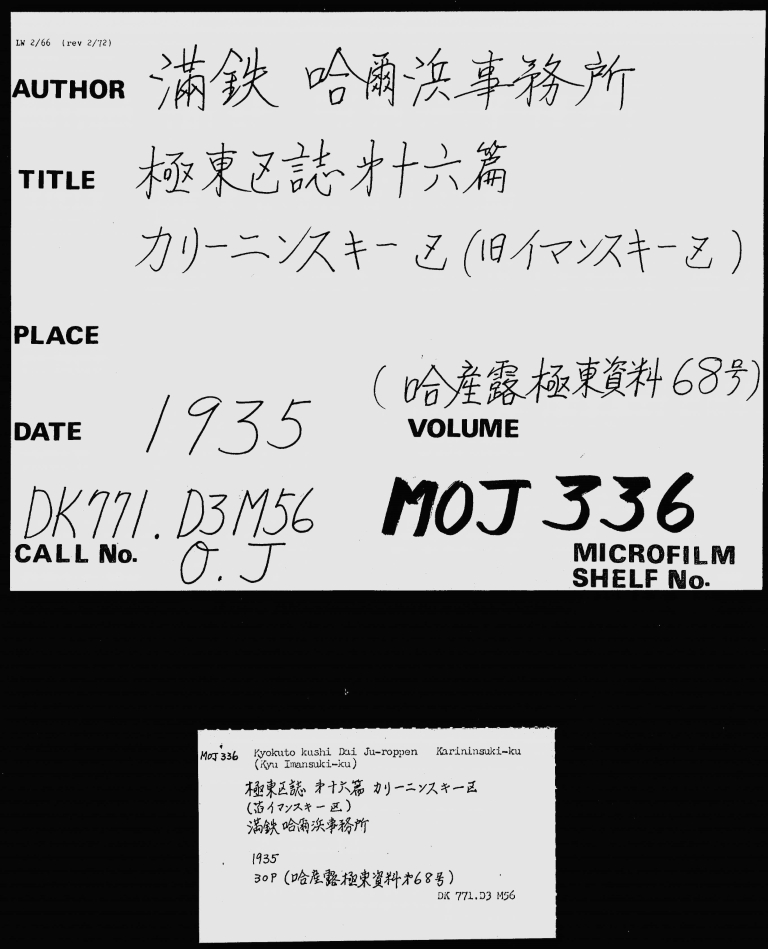 LW 2/66 (rev 2/72)
AUTHOR 滿鉄 哈爾浜事務所
TITLE 極東区誌 才十六篇
カリーニンスキー区(旧イマンスキー区)
PLACE
(哈産露極東資料68号)
DATE 1935 VOLUME
DK771.D3M56 MOJ 336
CALL No. O.J MICROFILM
SHELF No.
MOJ 336 Kyokuto kushi Dai Ju-roppen Karininsuki-ku
(Kyu Imansuki-ku)
極東区誌 才十六篇 カリーニンスキー区
(旧イマンスキー区)
滿鉄 哈爾浜事務所
1935
30P (哈産露極東資料才68号)
DK 771.D3 M56